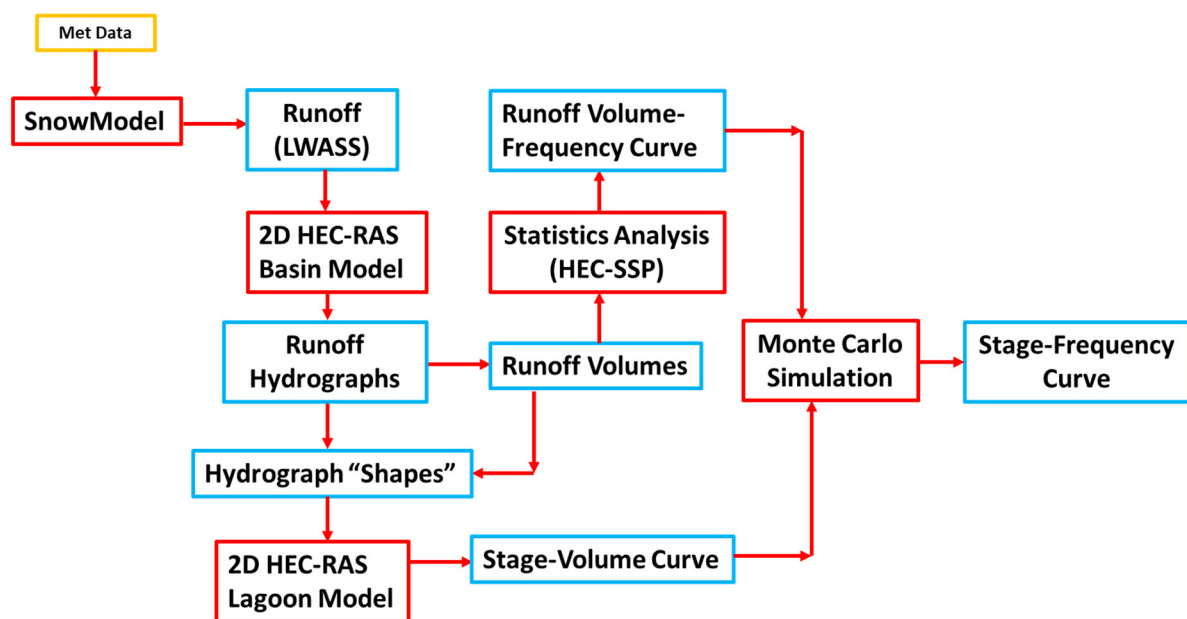 Met Data
SnowModel
Runoff
(LWASS)
Runoff Volume-
Frequency Curve
2D HEC-RAS
Basin Model
Statistics Analysis
(HEC-SSP)
Runoff
Hydrographs
Runoff Volumes
Monte Carlo
Simulation
Stage-Frequency
Curve
Hydrograph “Shapes”
2D HEC-RAS
Lagoon Model
Stage-Volume Curve